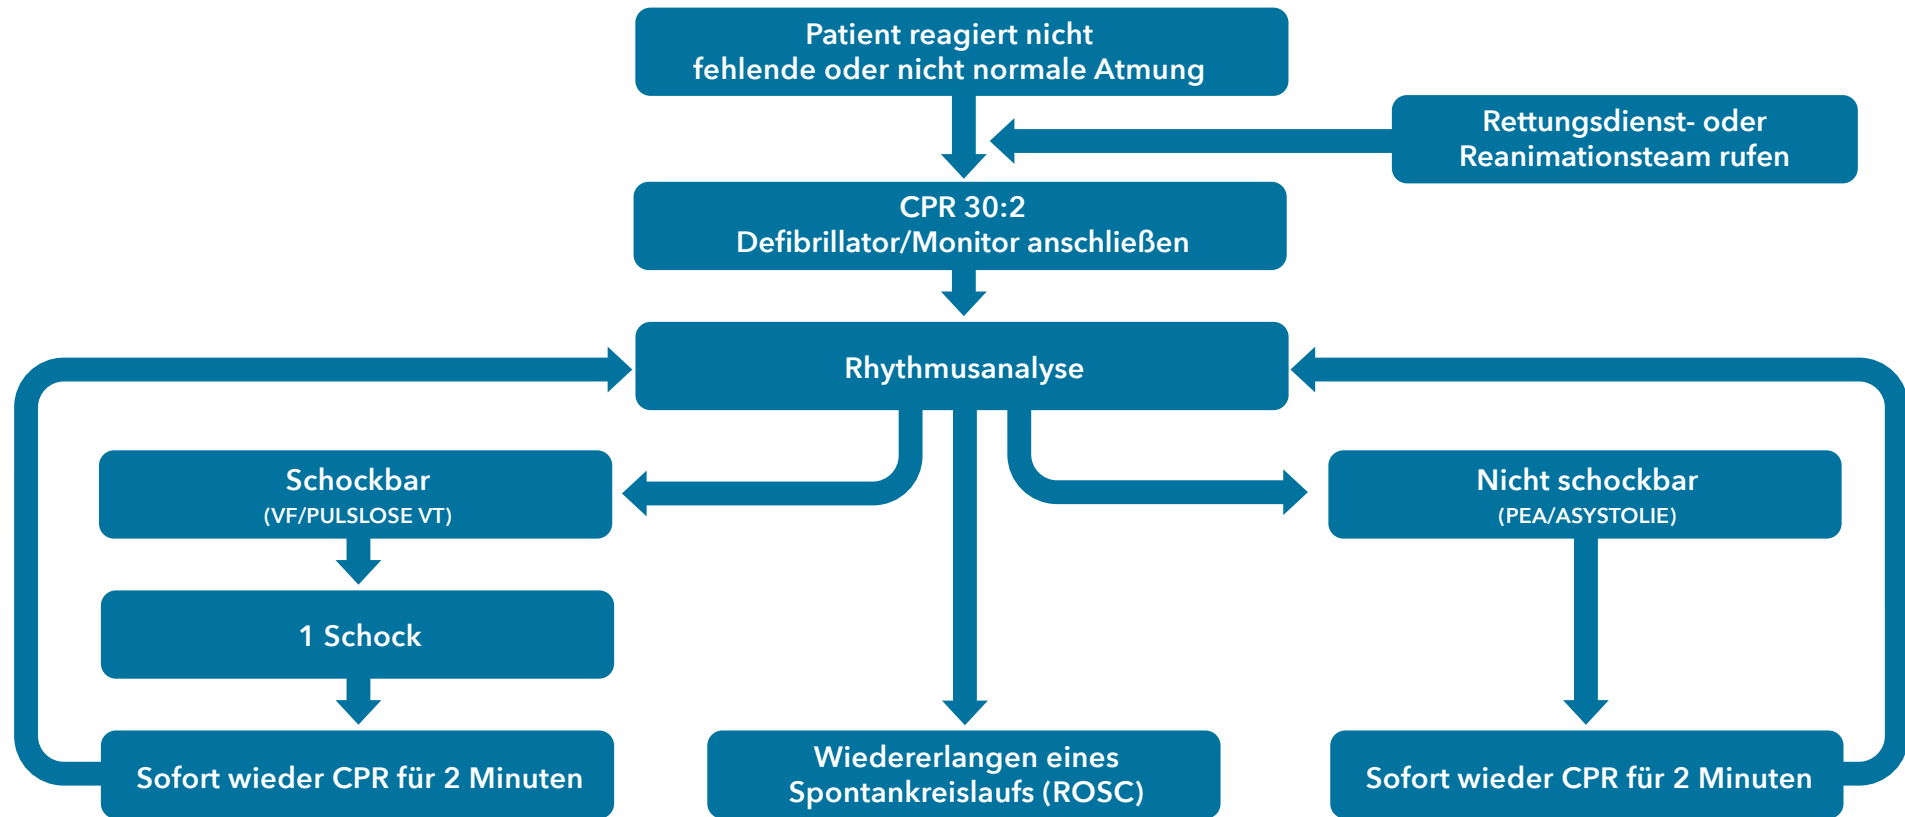 Patient reagiert nicht
fehlende oder nicht normale Atmung
Rettungsdienst- oder
Reanimationsteam rufen
CPR 30:2
Defibrillator/Monitor anschließen
Rhythmusanalyse
Schockbar
(VF/PULSLOSE VT)
Nicht schockbar
(PEA/ASYSTOLIE)
1 Schock
Sofort wieder CPR für 2 Minuten
Wiedererlangen eines
Spontankreislaufs (ROSC)
Sofort wieder CPR für 2 Minuten